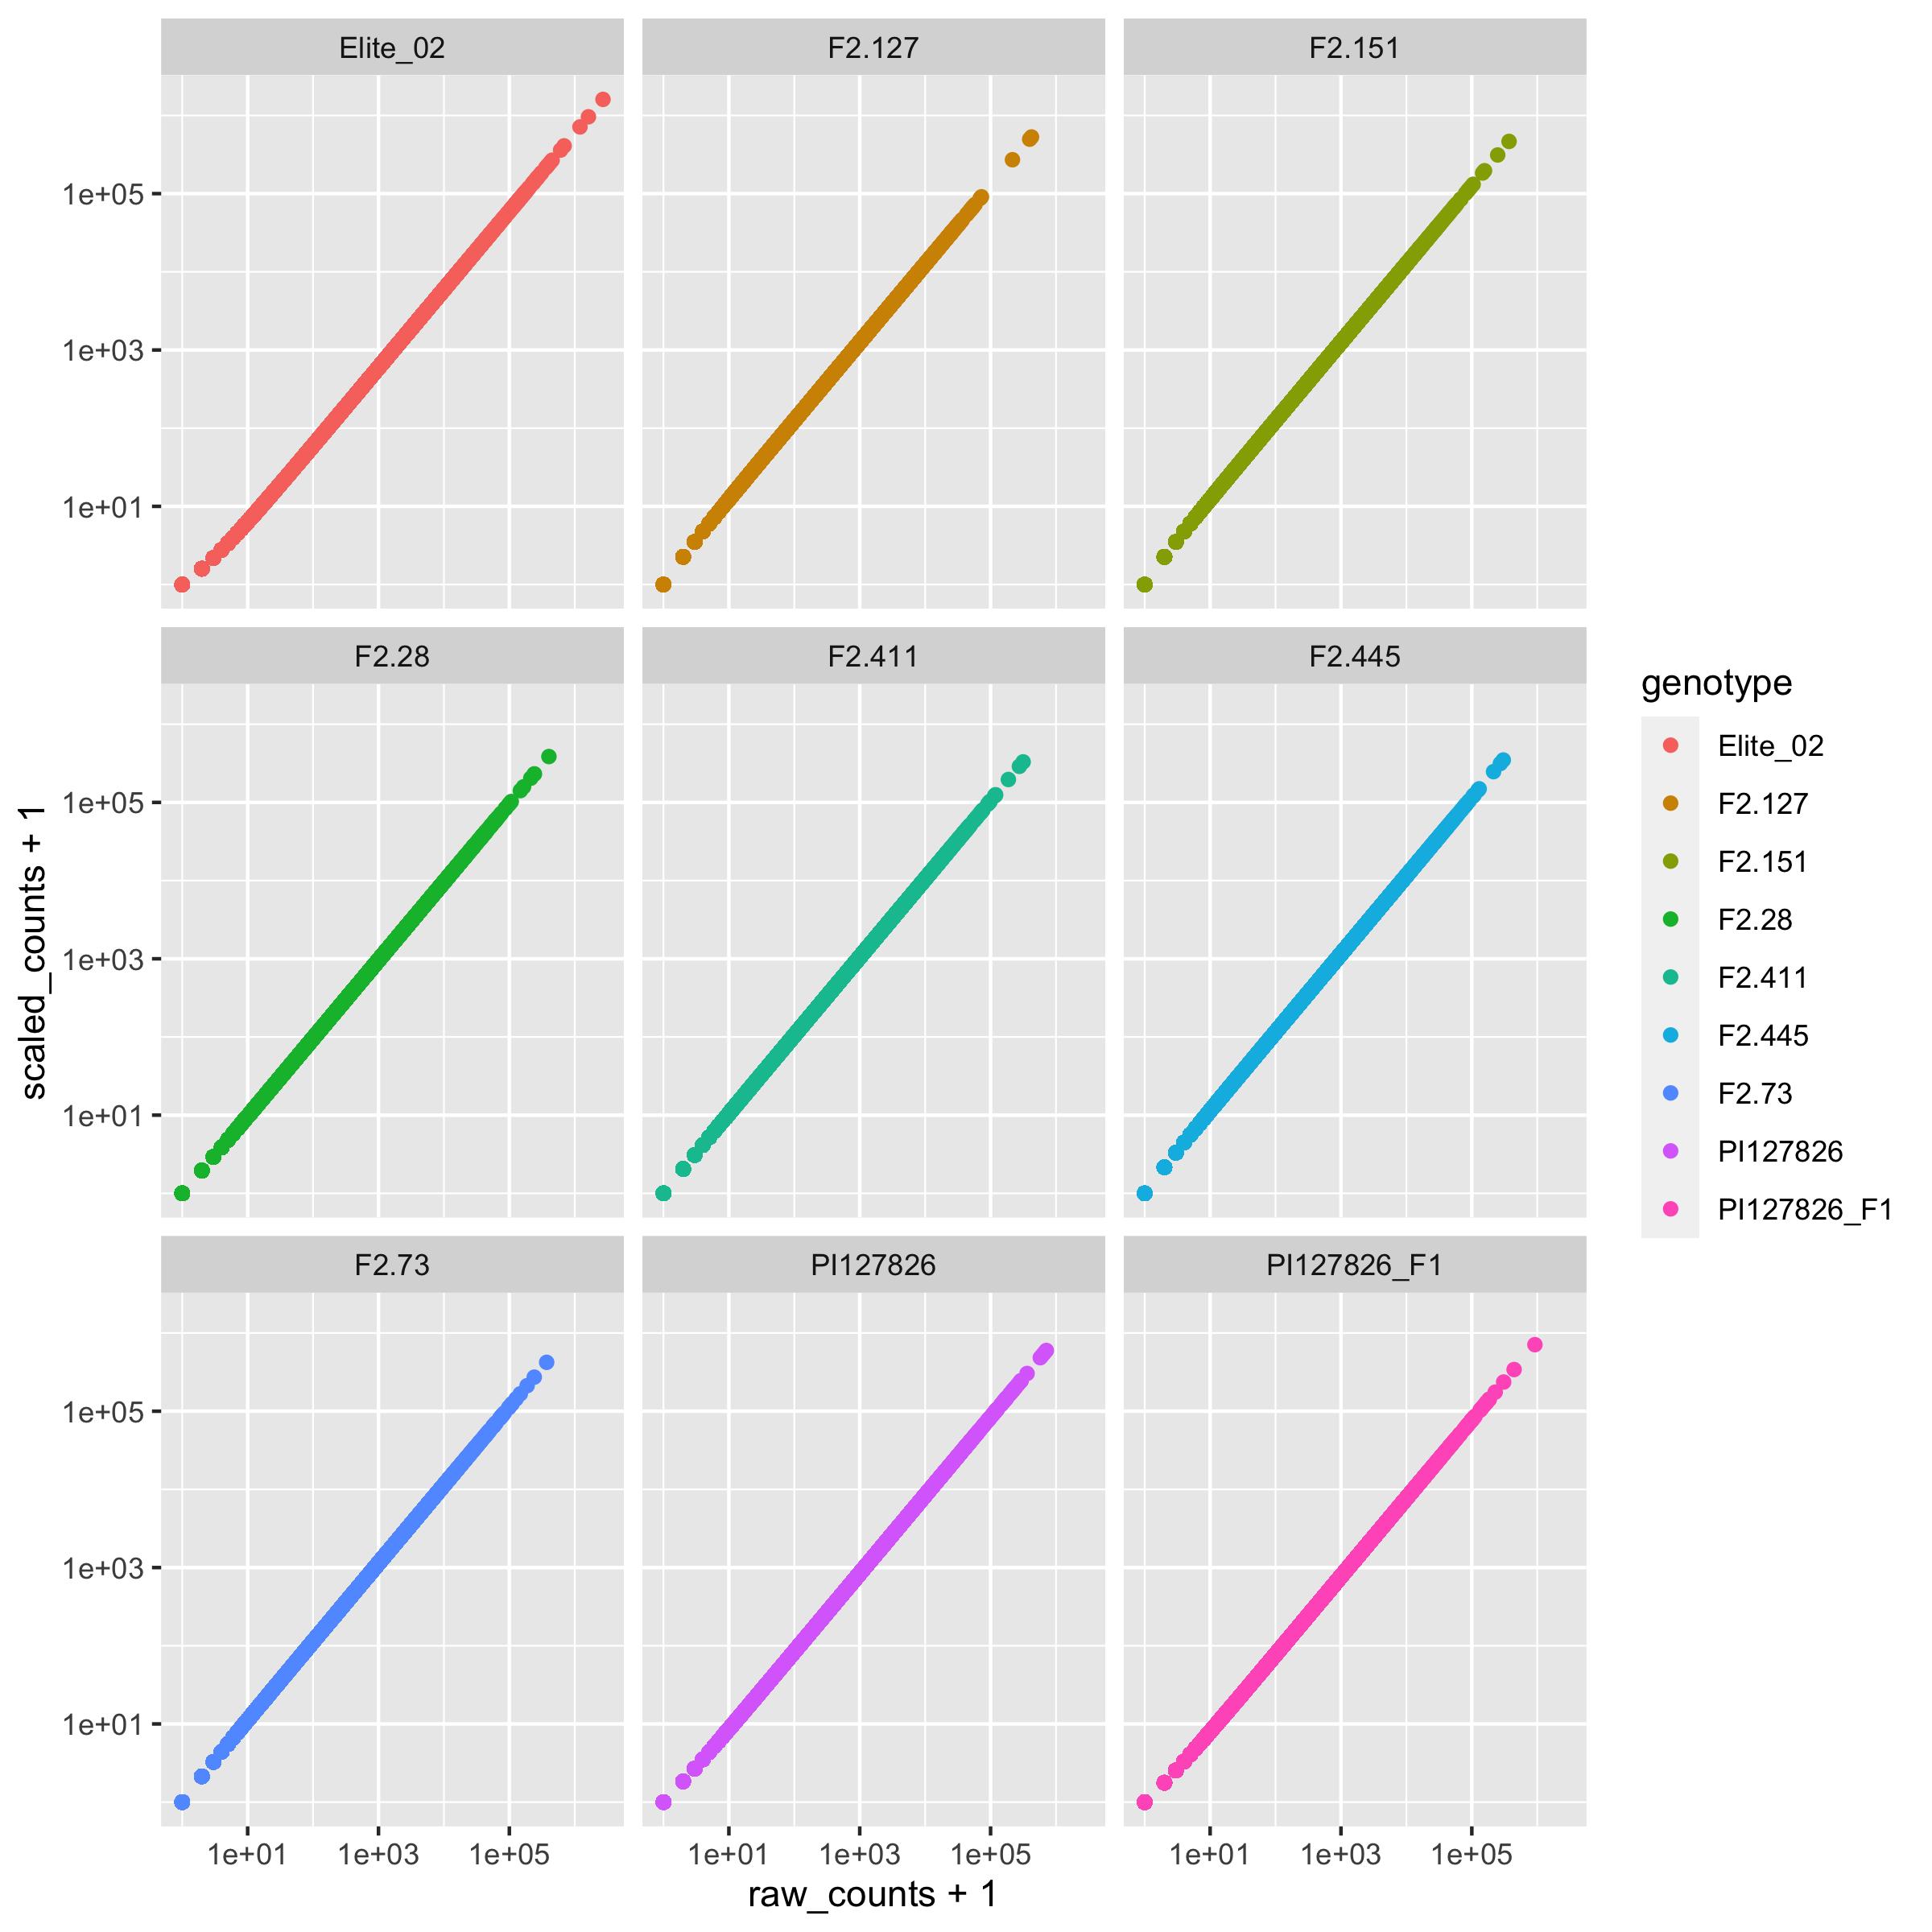 Elite_02 F2.127 F2.151
1e+05
1e+03
1e+01
F2.28 F2.411 F2.445
1e+05
1e+03
1e+01
F2.73 PI127826 PI127826_F1
1e+05
1e+03
1e+01
1e+01 1e+03 1e+05 1e+01 1e+03 1e+05 1e+01 1e+03 1e+05
raw_counts + 1
scaled_counts + 1
genotype
Elite_02
F2.127
F2.151
F2.28
F2.411
F2.445
F2.73
PI127826
PI127826_F1